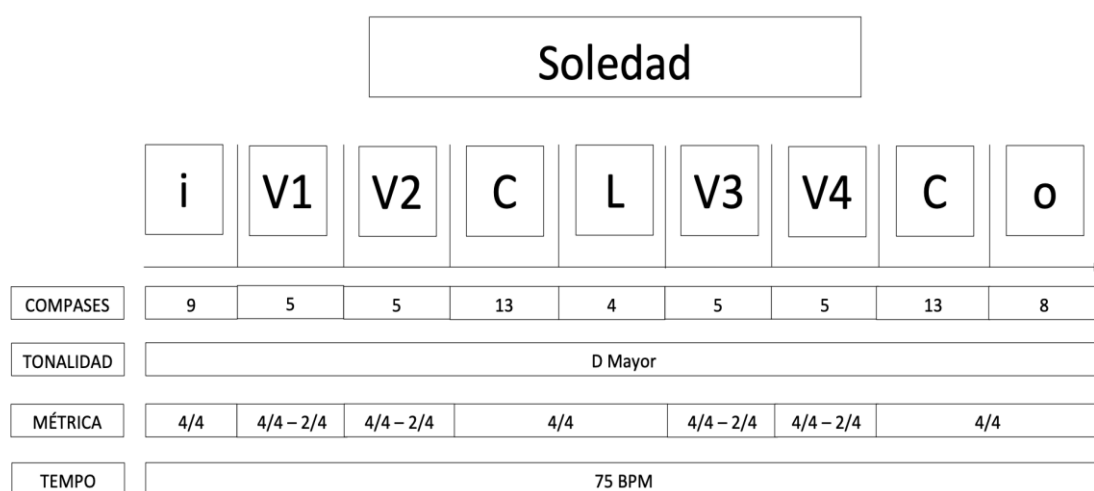 Soledad
i V1 V2 C L V3 V4 C o
COMPASES 9 5 5 13 4 5 5 13 8
TONALIDAD D Mayor
MÉTRICA 4/4 4/4 – 2/4 4/4 – 2/4 4/4 4/4 – 2/4 4/4 – 2/4 4/4
TEMPO 75 BPM